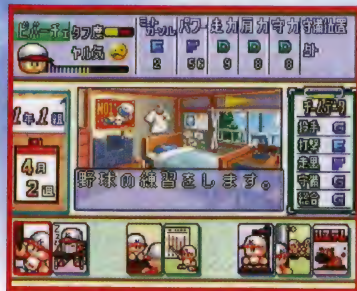 ビバーチェ タフ度
ヤル気
ミート
カーソル パワー 走力 肩力 守力 守備位置
F F D D D 外
56 9 8 8
1年1組
4月
2週
NO1
チームデータ
投手 G
打撃 F
走塁 F
守備 G
総合 G
野球の練習をします。